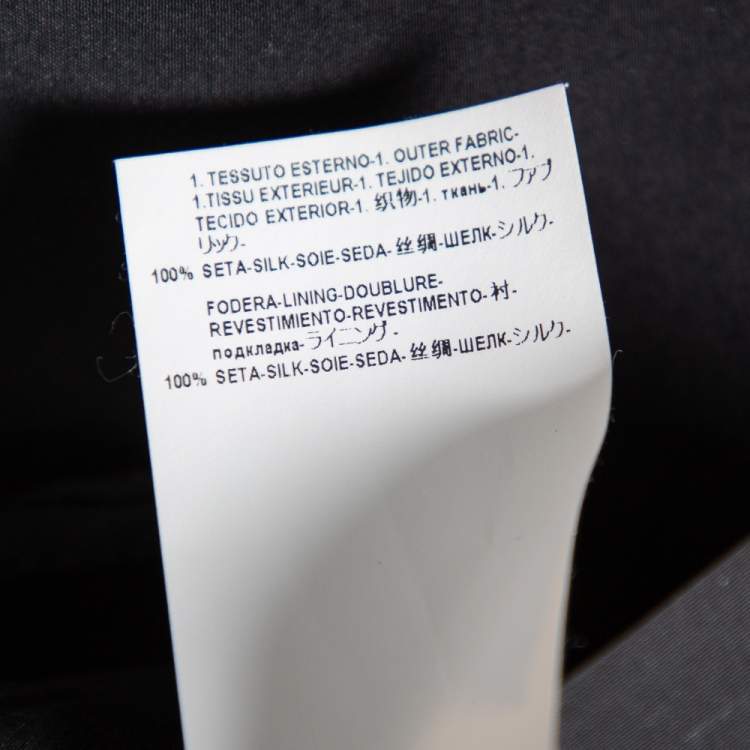 1. TESSUTO ESTERNO-1. OUTER FABRIC-
1.TISSU EXTERIEUR-1. TEJIDO EXTERNO-1.
TECIDO EXTERIOR-1. 织物-1. ткань-1. ファブ
リック-
100% SETA-SILK-SOIE-SEDA-丝绸-ШЕЛК-シルク-
FODERA-LINING-DOUBLURE-
REVESTIMIENTO-REVESTIMENTO-衬-
подкладка-ライニング-
100% SETA-SILK-SOIE-SEDA-丝绸-ШЕЛК-シルク-